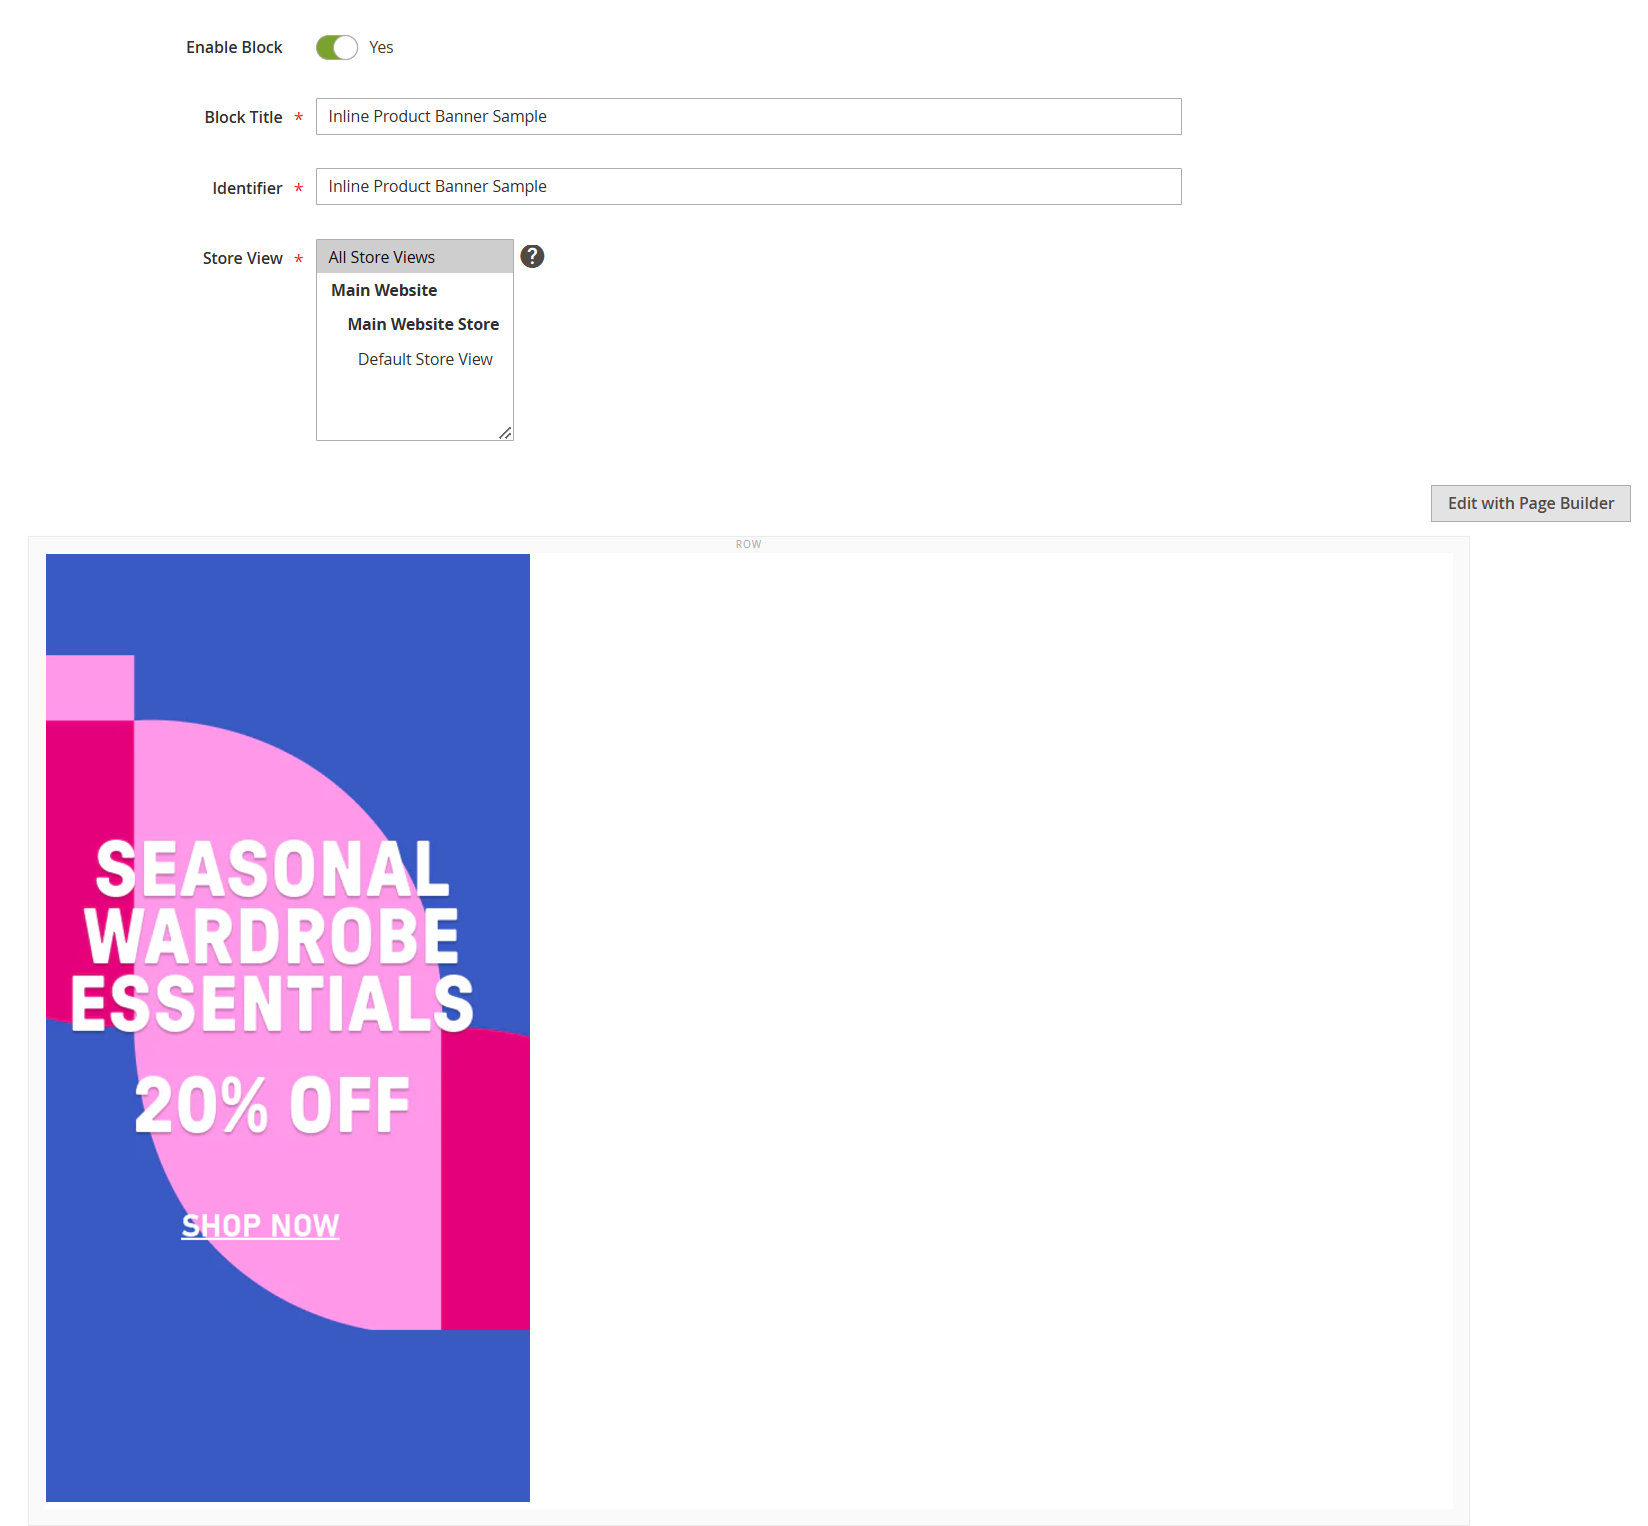 Enable Block Yes
Block Title * Inline Product Banner Sample
Identifier * Inline Product Banner Sample
Store View * All Store Views ?
Main Website
Main Website Store
Default Store View
Edit with Page Builder
ROW
SEASONAL
WARDROBE
ESSENTIALS
20% OFF
SHOP NOW